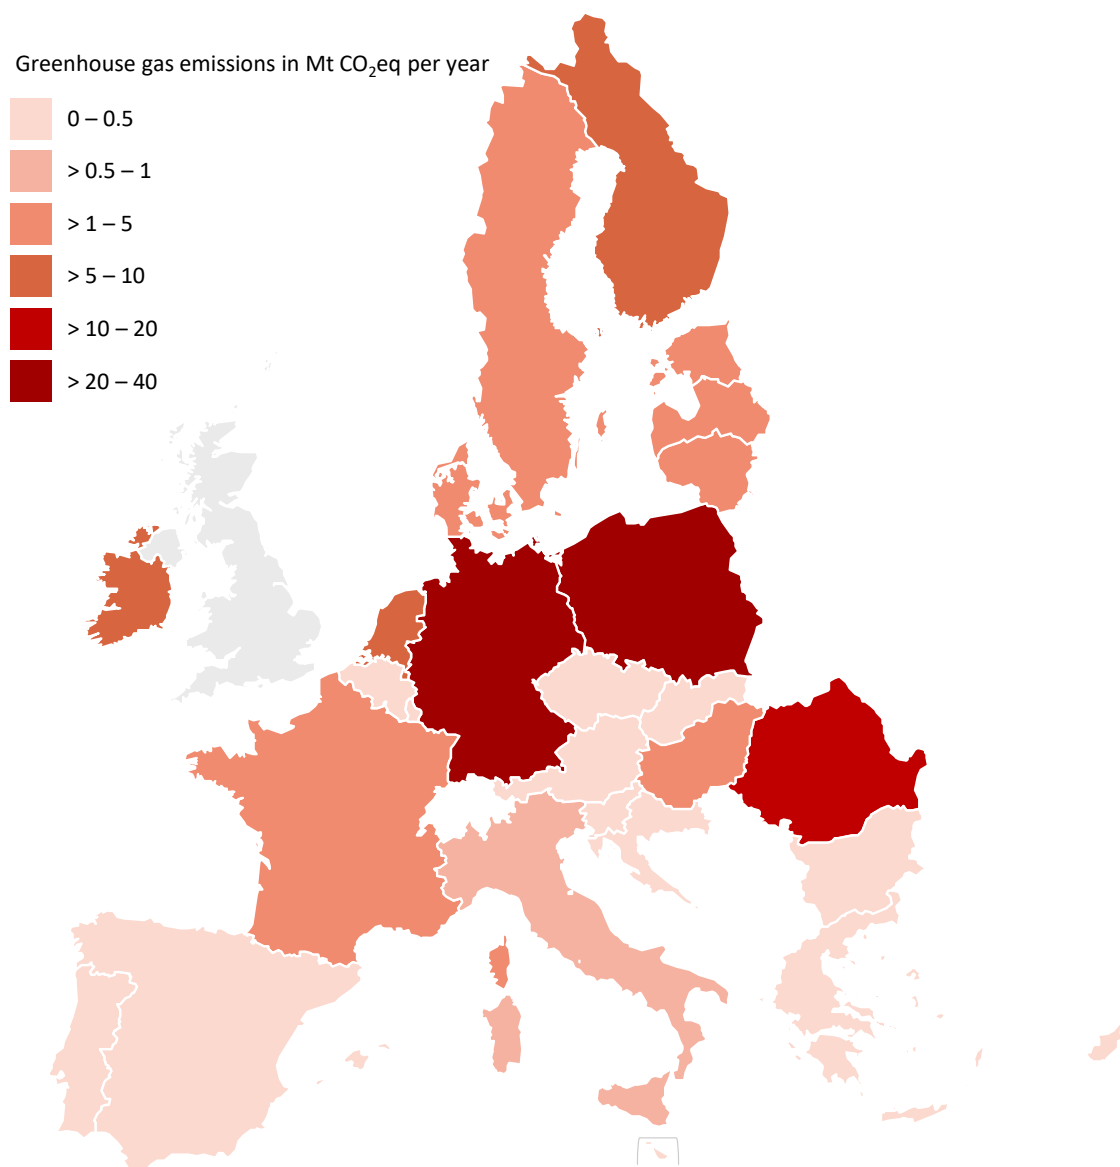 Greenhouse gas emissions in Mt CO₂eq per year
0 – 0.5
> 0.5 – 1
> 1 – 5
> 5 – 10
> 10 – 20
> 20 – 40